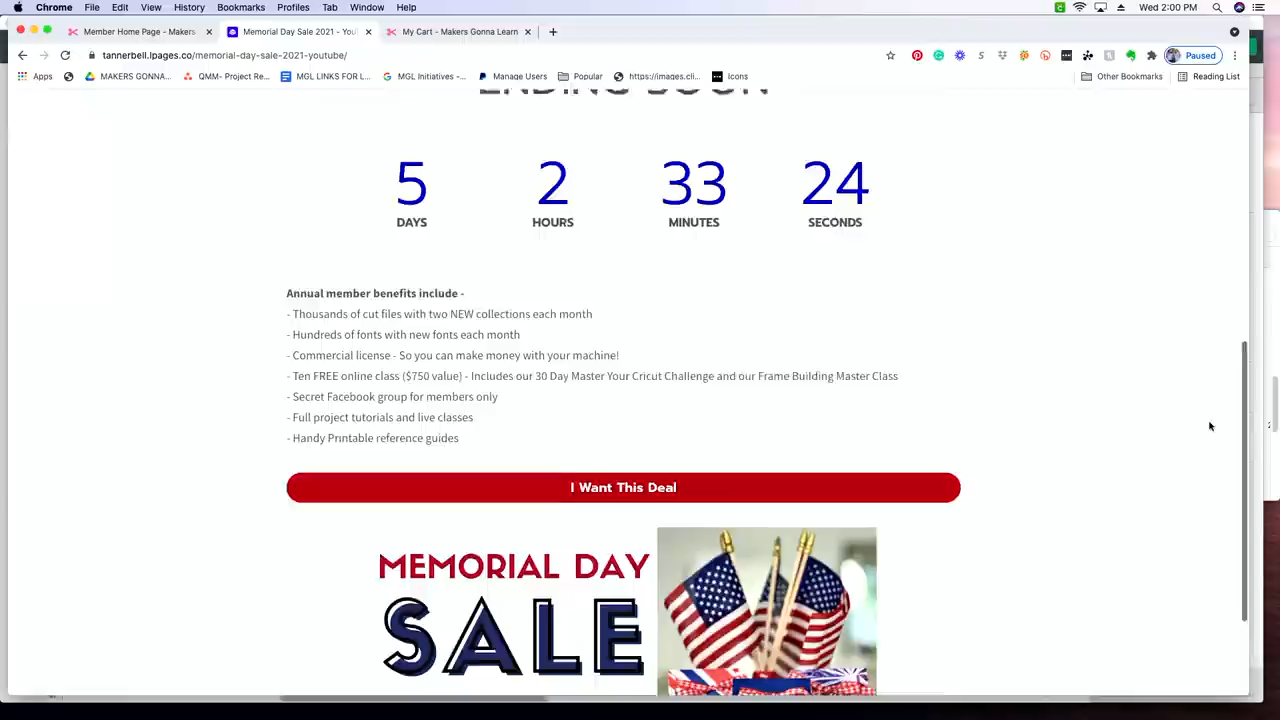 Chrome File Edit View History Bookmarks Profiles Tab Window Help Wed 2:00 PM
Member Home Page - Makers Memorial Day Sale 2021 - You My Cart - Makers Gonna Learn
tannerbell.lpages.co/memorial-day-sale-2021-youtube/ Paused
Apps MAKERS GONNA... QMM- Project Re... MGL LINKS FOR L... MGL Initiatives -... Manage Users Popular https://images.cli... Icons Other Bookmarks Reading List
ENDING SOON
5 2 33 24
DAYS HOURS MINUTES SECONDS
Annual member benefits include -
- Thousands of cut files with two NEW collections each month
- Hundreds of fonts with new fonts each month
- Commercial license - So you can make money with your machine!
- Ten FREE online class ($750 value) - Includes our 30 Day Master Your Cricut Challenge and our Frame Building Master Class
- Secret Facebook group for members only
- Full project tutorials and live classes
- Handy Printable reference guides
I Want This Deal
MEMORIAL DAY
SALE